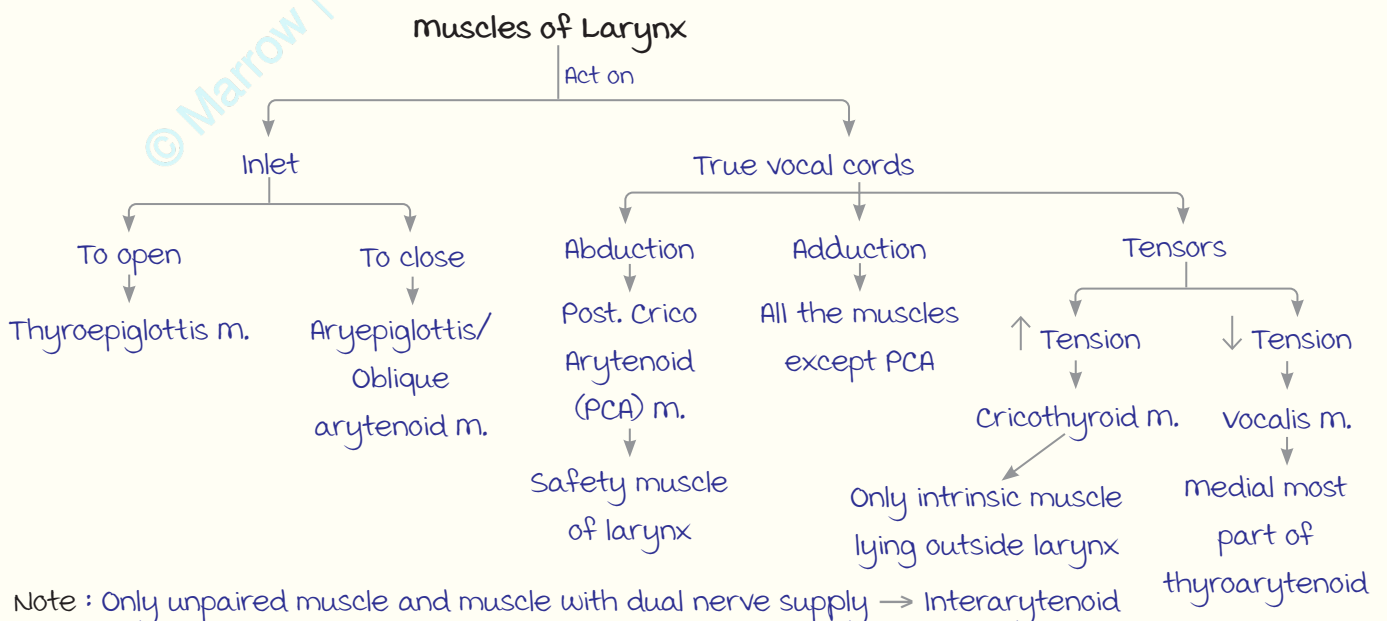 Muscles of Larynx
Act on
© Marrow
Inlet
True vocal cords
To open
To close
Abduction
Adduction
Tensors
Thyroepiglottis m.
Aryepiglottis/
Oblique
arytenoid m.
Post. Crico
Arytenoid
(PCA) m.
All the muscles
except PCA
↑ Tension
↓ Tension
Cricothyroid m.
Vocalis m.
Safety muscle
of larynx
Only intrinsic muscle
lying outside larynx
Medial most
part of
thyroarytenoid
Note : Only unpaired muscle and muscle with dual nerve supply → Interarytenoid